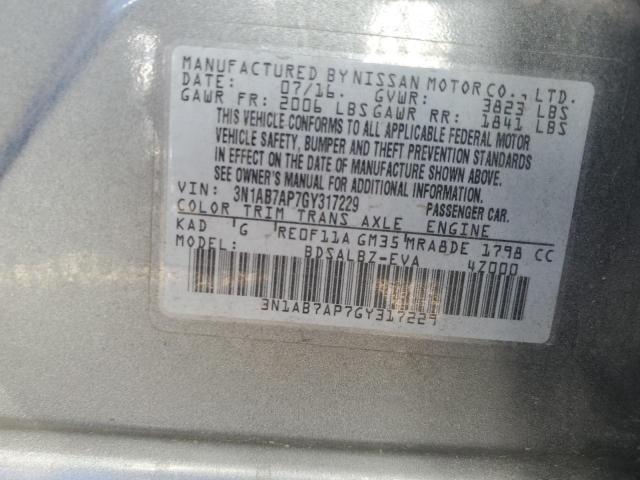 MANUFACTURED BY NISSAN MOTOR CO., LTD.
DATE: 07/16. GVWR: 3823 LBS
GAWR FR: 2006 LBS GAWR RR: 1841 LBS
THIS VEHICLE CONFORMS TO ALL APPLICABLE FEDERAL MOTOR
VEHICLE SAFETY, BUMPER AND THEFT PREVENTION STANDARDS
IN EFFECT ON THE DATE OF MANUFACTURE SHOWN ABOVE.
SEE OWNER'S MANUAL FOR ADDITIONAL INFORMATION.
VIN: 3N1AB7AP7GY317229 PASSENGER CAR.
COLOR TRIM TRANS AXLE ENGINE
KAD G RE0F11A GM35 MRA8DE 1798 CC
MODEL: BDSALBZ-EVA 4Z000
3N1AB7AP7GY317229